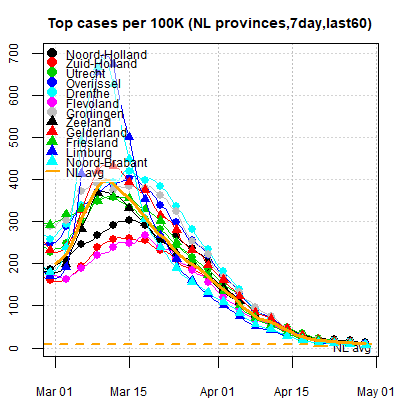 Top cases per 100K (NL provinces,7day,last60)
700
600
500
400
300
200
100
0
Noord-Holland
Zuid-Holland
Utrecht
Overijssel
Drenthe
Flevoland
Groningen
Zeeland
Gelderland
Friesland
Limburg
Noord-Brabant
NL avg
NL avg
Mar 01
Mar 15
Apr 01
Apr 15
May 01